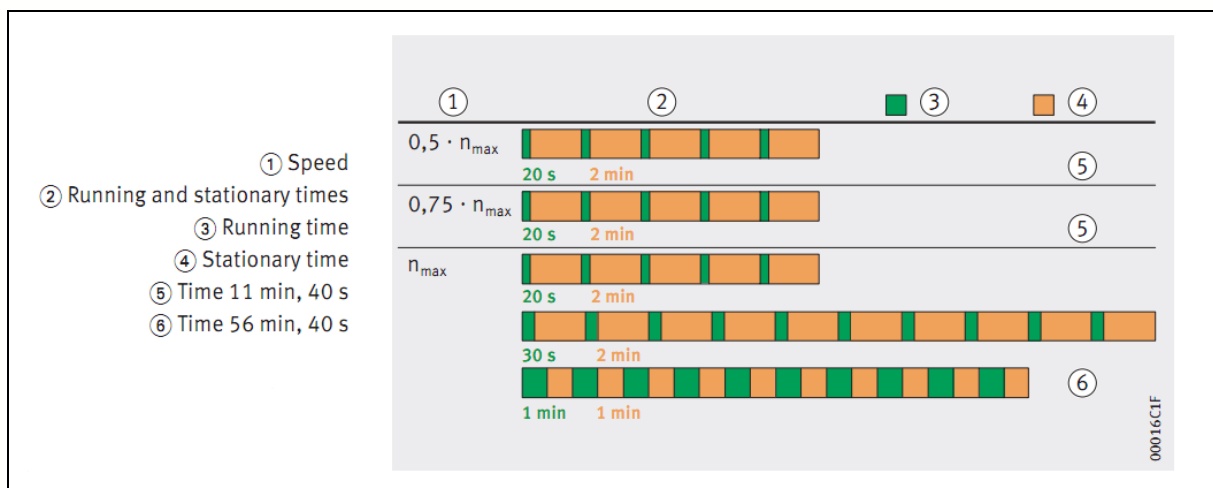 ① Speed
② Running and stationary times
③ Running time
④ Stationary time
⑤ Time 11 min, 40 s
⑥ Time 56 min, 40 s
① ② ③ ④
0,5 · nmax
20 s 2 min
⑤
0,75 · nmax
20 s 2 min
⑤
nmax
20 s 2 min
30 s 2 min
⑥
1 min 1 min
00016C1F